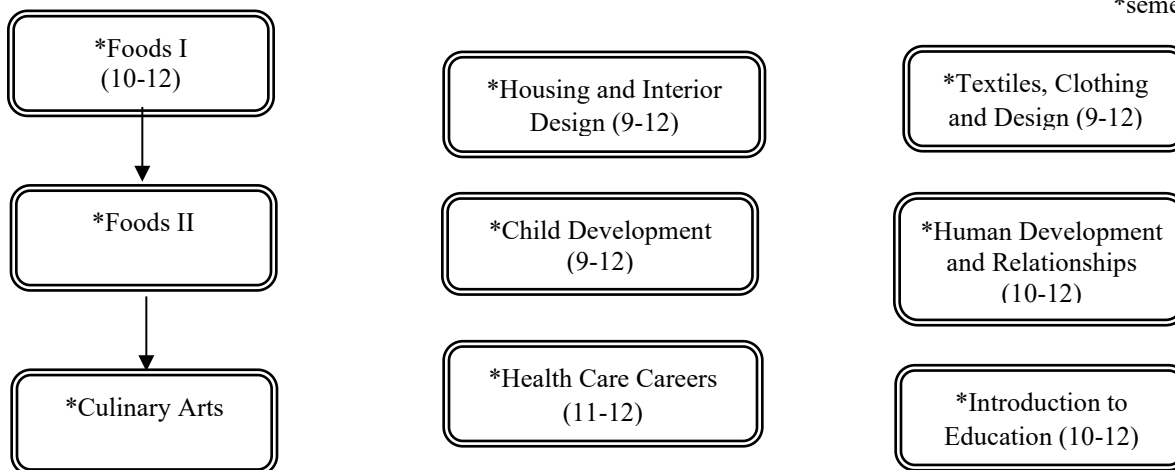 *Foods I
(10-12)
*Foods II
*Culinary Arts
*Housing and Interior
Design (9-12)
*Child Development
(9-12)
*Health Care Careers
(11-12)
*Textiles, Clothing
and Design (9-12)
*Human Development
and Relationships
(10-12)
*Introduction to
Education (10-12)